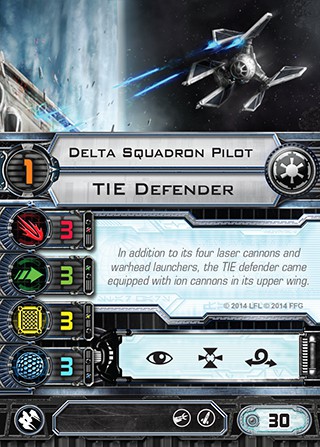 DELTA SQUADRON PILOT
1
TIE DEFENDER
3
3
3
3
In addition to its four laser cannons and
warhead launchers, the TIE defender came
equipped with ion cannons in its upper wing.
© 2014 LFL © 2014 FFG
30